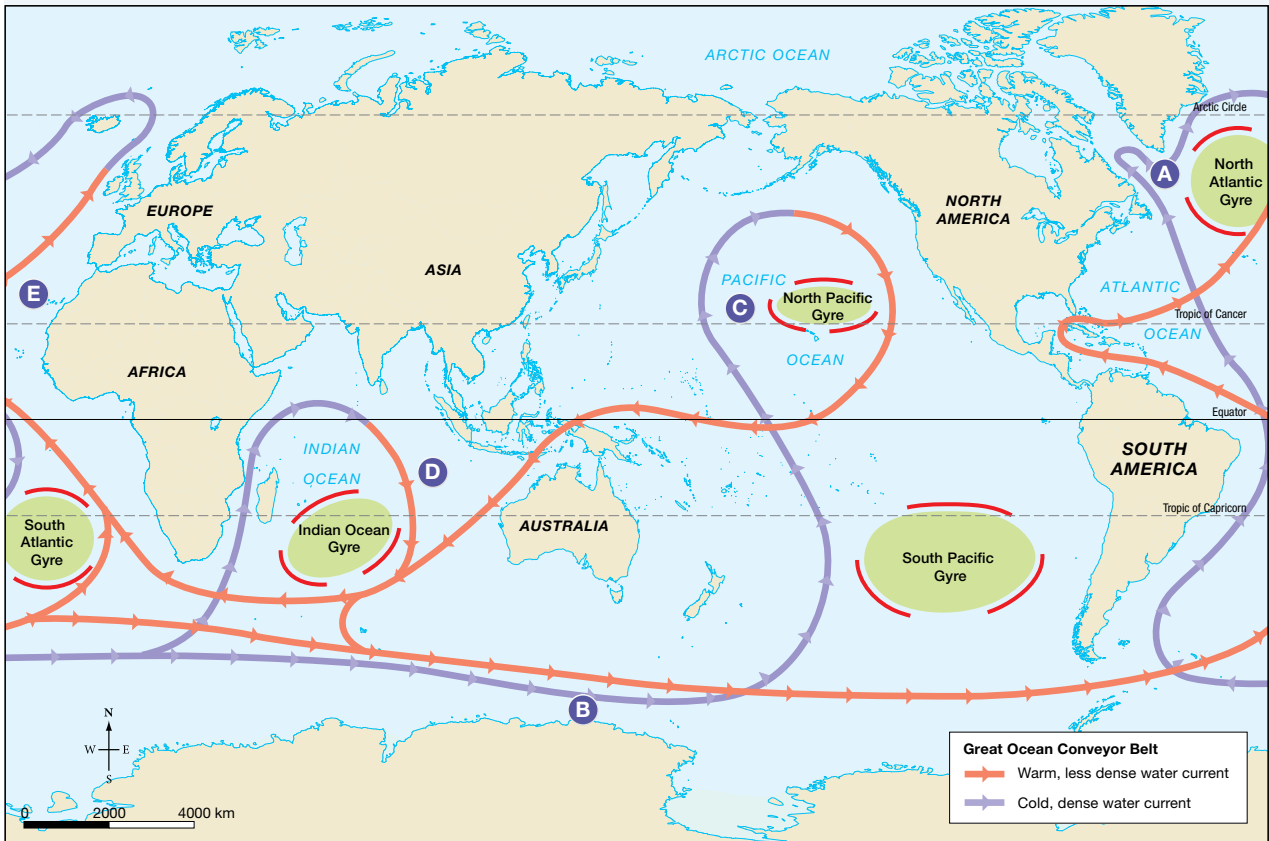 ARCTIC OCEAN
Arctic Circle
North
Atlantic
Gyre
A
EUROPE
NORTH
AMERICA
ASIA
PACIFIC
C
North Pacific
Gyre
OCEAN
ATLANTIC
OCEAN
E
Tropic of Cancer
AFRICA
Equator
INDIAN
OCEAN
D
SOUTH
AMERICA
Tropic of Capricorn
South
Atlantic
Gyre
Indian Ocean
Gyre
AUSTRALIA
South Pacific
Gyre
B
N
W
E
S
0 2000 4000 km
Great Ocean Conveyor Belt
Warm, less dense water current
Cold, dense water current